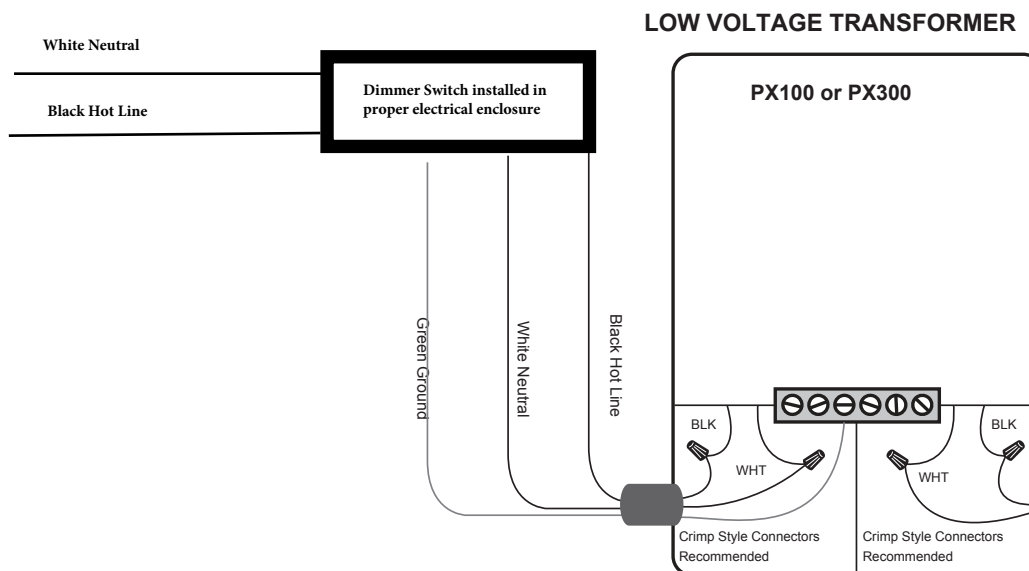 LOW VOLTAGE TRANSFORMER
White Neutral
Black Hot Line
Dimmer Switch installed in
proper electrical enclosure
PX100 or PX300
Green Ground
White Neutral
Black Hot Line
BLK
WHT
BLK
WHT
Crimp Style Connectors
Recommended
Crimp Style Connectors
Recommended